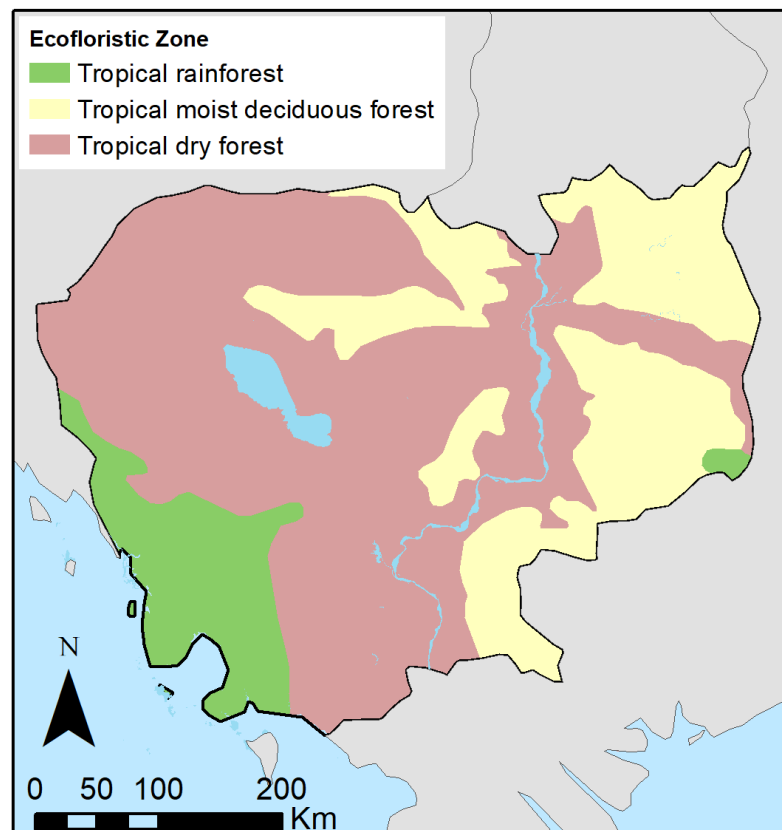 Ecofloristic Zone
Tropical rainforest
Tropical moist deciduous forest
Tropical dry forest
N
0 50 100 200
Km